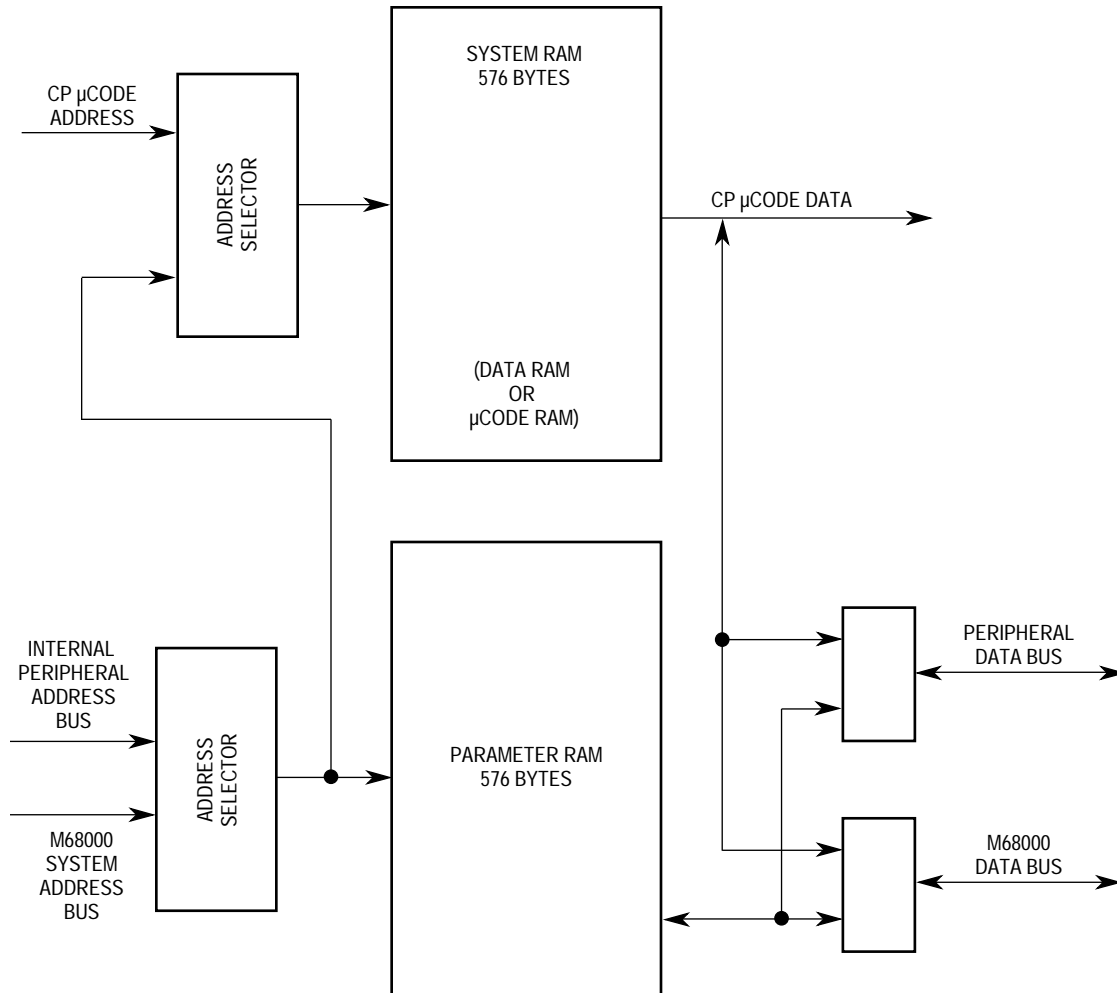 SYSTEM RAM
576 BYTES
CP µCODE
ADDRESS
ADDRESS
SELECTOR
CP µCODE DATA
(DATA RAM
OR
µCODE RAM)
INTERNAL
PERIPHERAL
ADDRESS
BUS
ADDRESS
SELECTOR
M68000
SYSTEM
ADDRESS
BUS
PARAMETER RAM
576 BYTES
PERIPHERAL
DATA BUS
M68000
DATA BUS